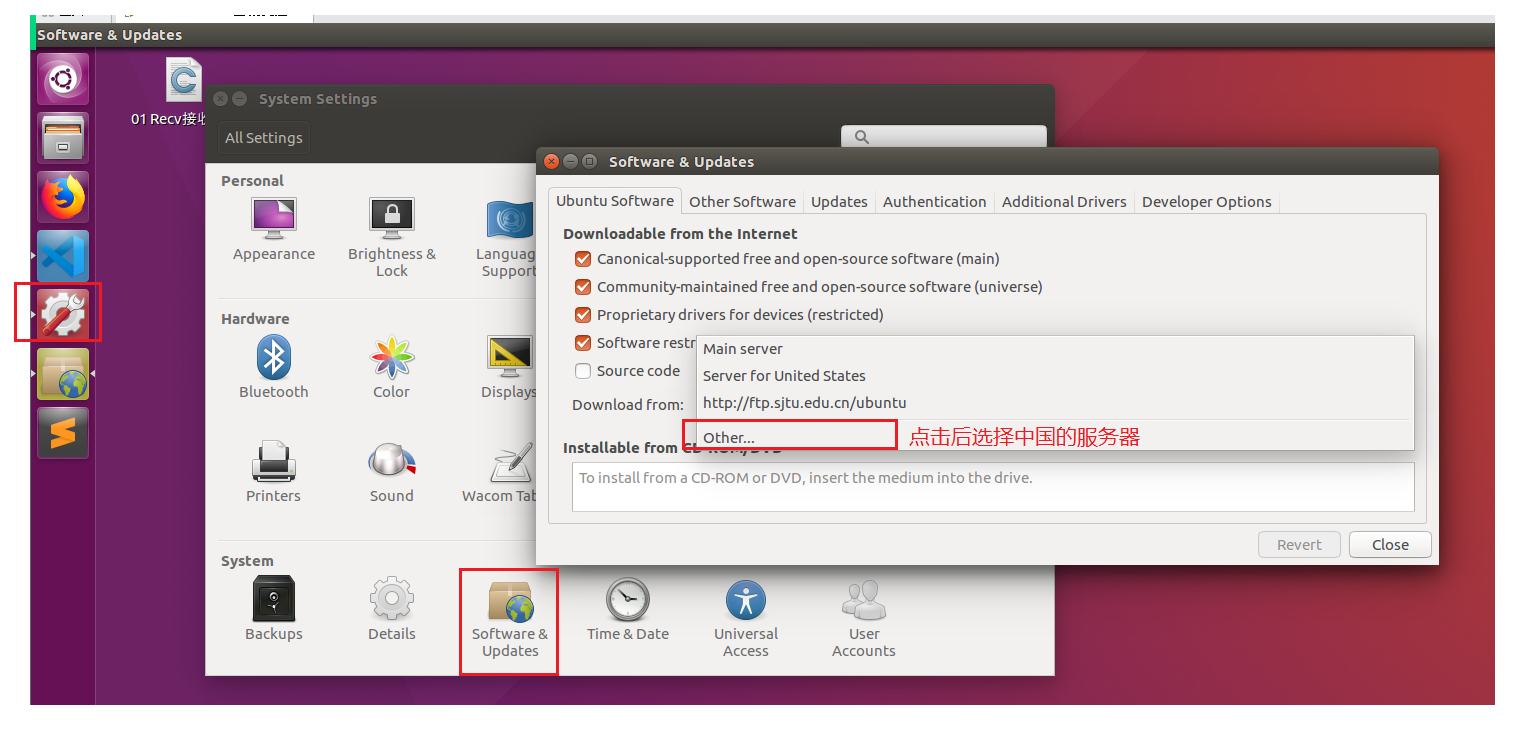 Software & Updates
01 Recv接
System Settings
All Settings
Personal
Appearance
Brightness & Lock
Languag
Support
Hardware
Bluetooth
Color
Displays
Printers
Sound
Wacom Tab
System
Backups
Details
Software & Updates
Time & Date
Universal Access
User Accounts
Software & Updates
Ubuntu Software
Other Software
Updates
Authentication
Additional Drivers
Developer Options
Downloadable from the Internet
Canonical-supported free and open-source software (main)
Community-maintained free and open-source software (universe)
Proprietary drivers for devices (restricted)
Software restr
Source code
Download from:
Main server
Server for United States
http://ftp.sjtu.edu.cn/ubuntu
Other...
点击后选择中国的服务器
Installable from CD-ROM/DVD
To install from a CD-ROM or DVD, insert the medium into the drive.
Revert
Close